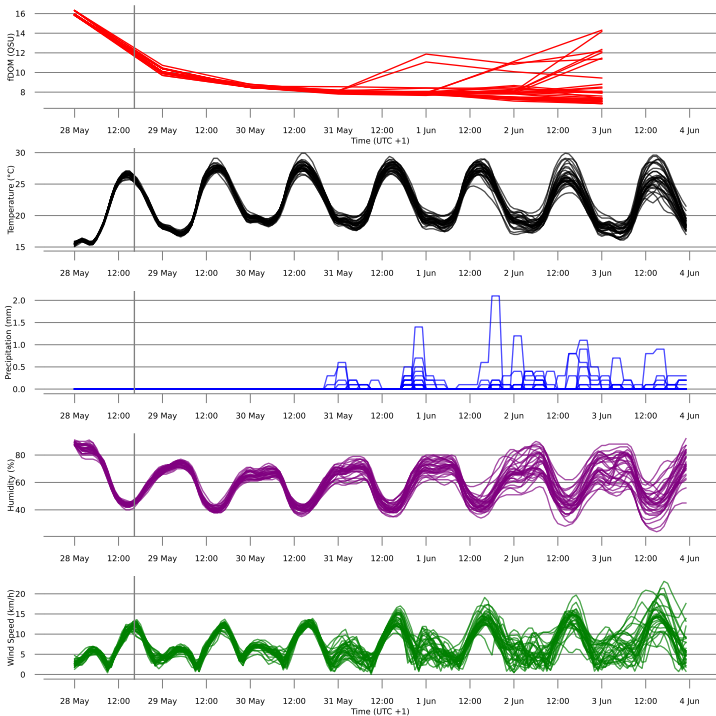 fDOM (QSU)
16
14
12
10
8
28 May 12:00 29 May 12:00 30 May 12:00 31 May 12:00 1 Jun 12:00 2 Jun 12:00 3 Jun 12:00 4 Jun
Time (UTC +1)
Temperature (°C)
30
25
20
15
28 May 12:00 29 May 12:00 30 May 12:00 31 May 12:00 1 Jun 12:00 2 Jun 12:00 3 Jun 12:00 4 Jun
Precipitation (mm)
2.0
1.5
1.0
0.5
0.0
28 May 12:00 29 May 12:00 30 May 12:00 31 May 12:00 1 Jun 12:00 2 Jun 12:00 3 Jun 12:00 4 Jun
Humidity (%)
80
60
40
28 May 12:00 29 May 12:00 30 May 12:00 31 May 12:00 1 Jun 12:00 2 Jun 12:00 3 Jun 12:00 4 Jun
Wind Speed (km/h)
20
15
10
5
0
28 May 12:00 29 May 12:00 30 May 12:00 31 May 12:00 1 Jun 12:00 2 Jun 12:00 3 Jun 12:00 4 Jun
Time (UTC +1)